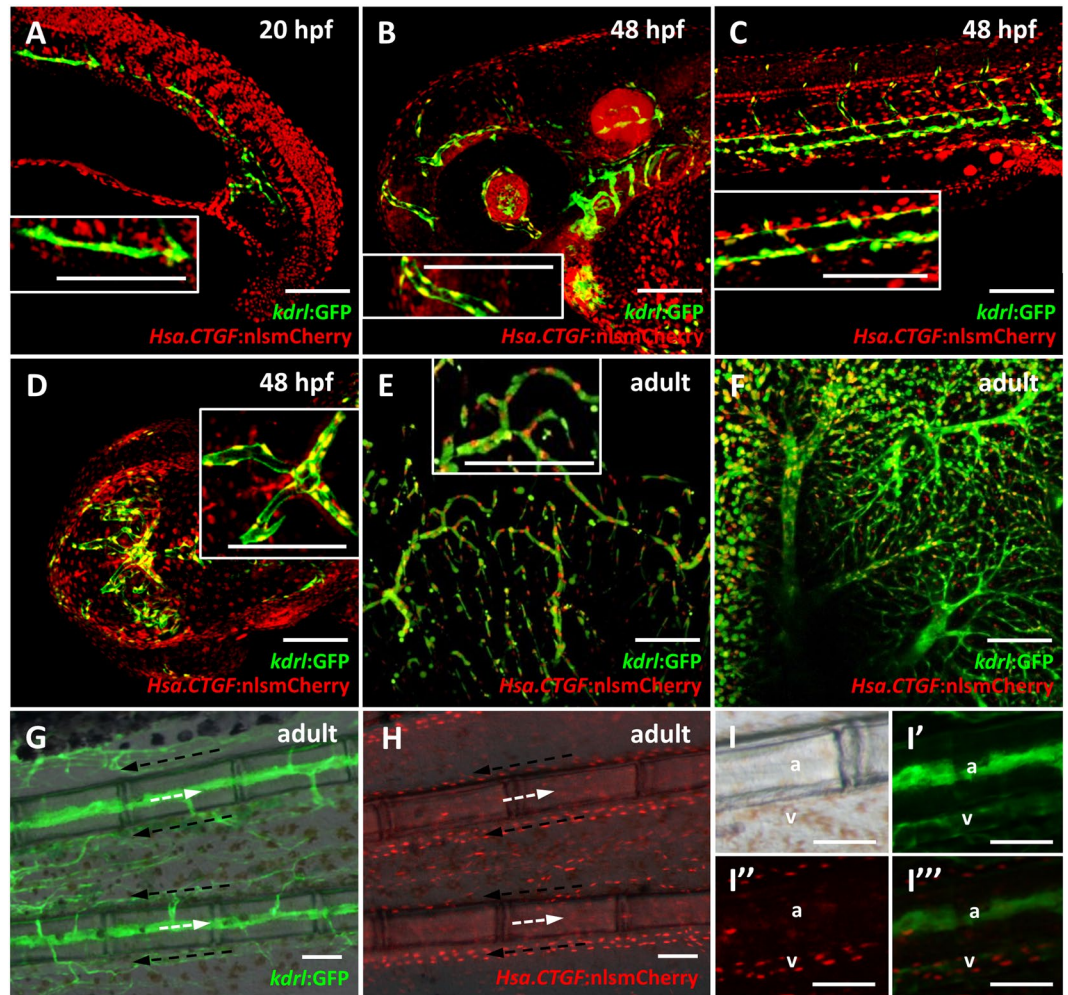 A 20 hpf
kdrl:GFP
Hsa.CTGF:nlsmCherry
B 48 hpf
kdrl:GFP
Hsa.CTGF:nlsmCherry
C 48 hpf
kdrl:GFP
Hsa.CTGF:nlsmCherry
D 48 hpf
kdrl:GFP
Hsa.CTGF:nlsmCherry
E adult
kdrl:GFP
Hsa.CTGF:nlsmCherry
F adult
kdrl:GFP
Hsa.CTGF:nlsmCherry
G adult
kdrl:GFP
H adult
Hsa.CTGF:nlsmCherry
I
a
v
I'
a
v
I''
a
v
I'''
a
v